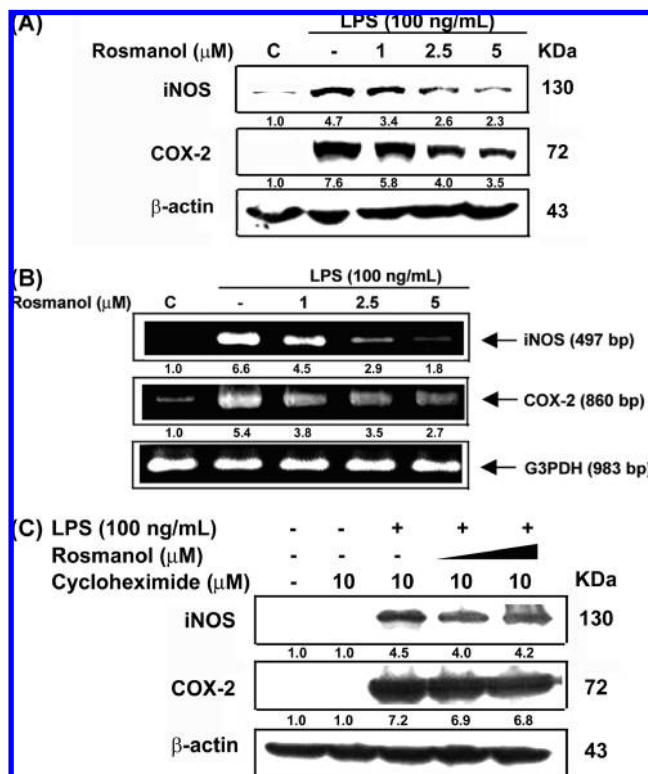 (A) LPS (100 ng/mL)
Rosmanol (μM) C - 1 2.5 5 KDa
iNOS 130
1.0 4.7 3.4 2.6 2.3
COX-2 72
1.0 7.6 5.8 4.0 3.5
β-actin 43
(B) LPS (100 ng/mL)
Rosmanol (μM) C - 1 2.5 5
iNOS (497 bp)
1.0 6.6 4.5 2.9 1.8
COX-2 (860 bp)
1.0 5.4 3.8 3.5 2.7
G3PDH (983 bp)
(C) LPS (100 ng/mL) - - + + +
Rosmanol (μM) - - -
Cycloheximide (μM) - 10 10 10 10 KDa
iNOS 130
1.0 1.0 4.5 4.0 4.2
COX-2 72
1.0 1.0 7.2 6.9 6.8
β-actin 43